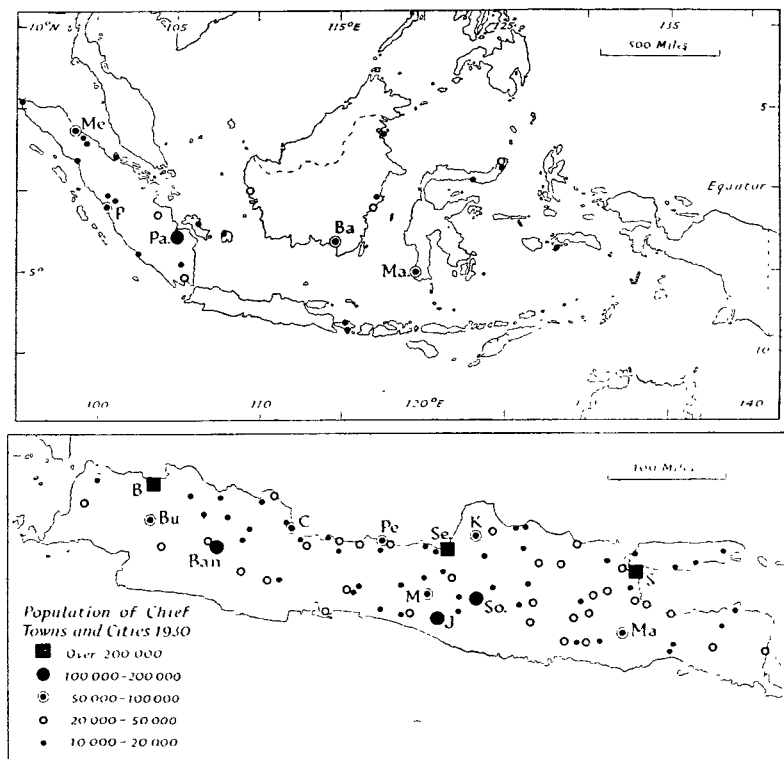 10°N 105 115°E 125 135
500 Miles
5
Me
Equator
P
Pa. Ba
Ma.
5°
10
100 110 120°E 140
100 Miles
B
Bu C Pe Se. K
Ban S
M So.
J Ma
Population of Chief
Towns and Cities 1930
Over 200 000
100 000-200 000
50 000-100 000
20 000-50 000
10 000-20 000